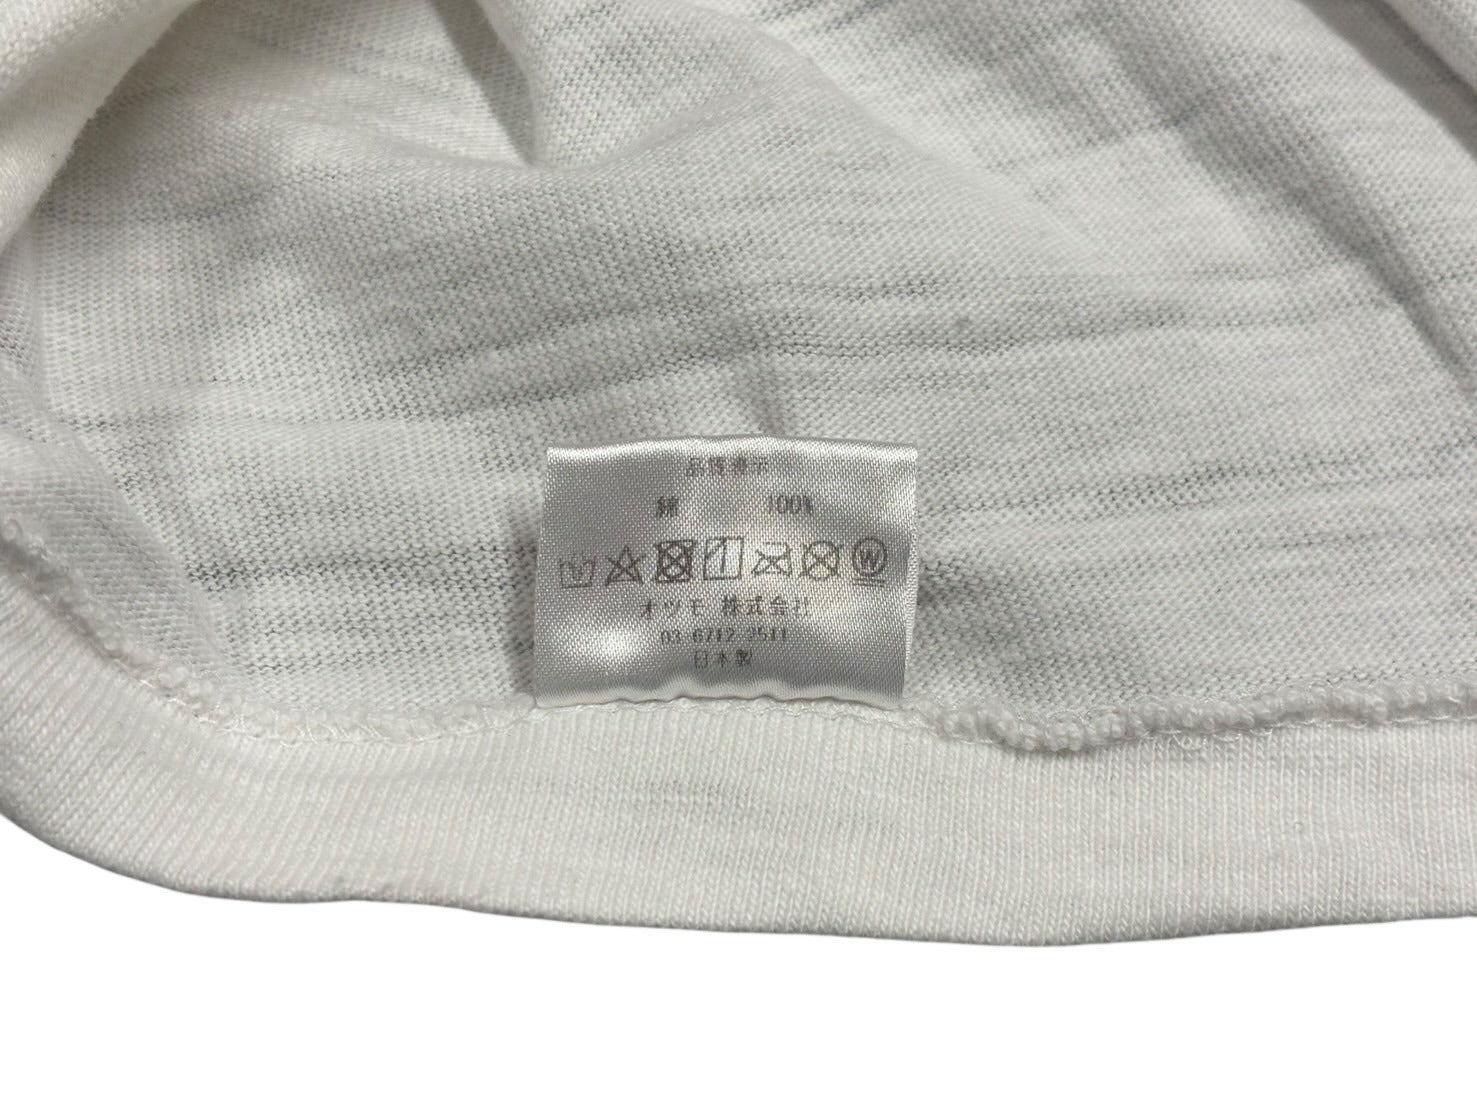 品質表示
綿 100%
W
オツモ 株式会社
03 6712 2511
日本製